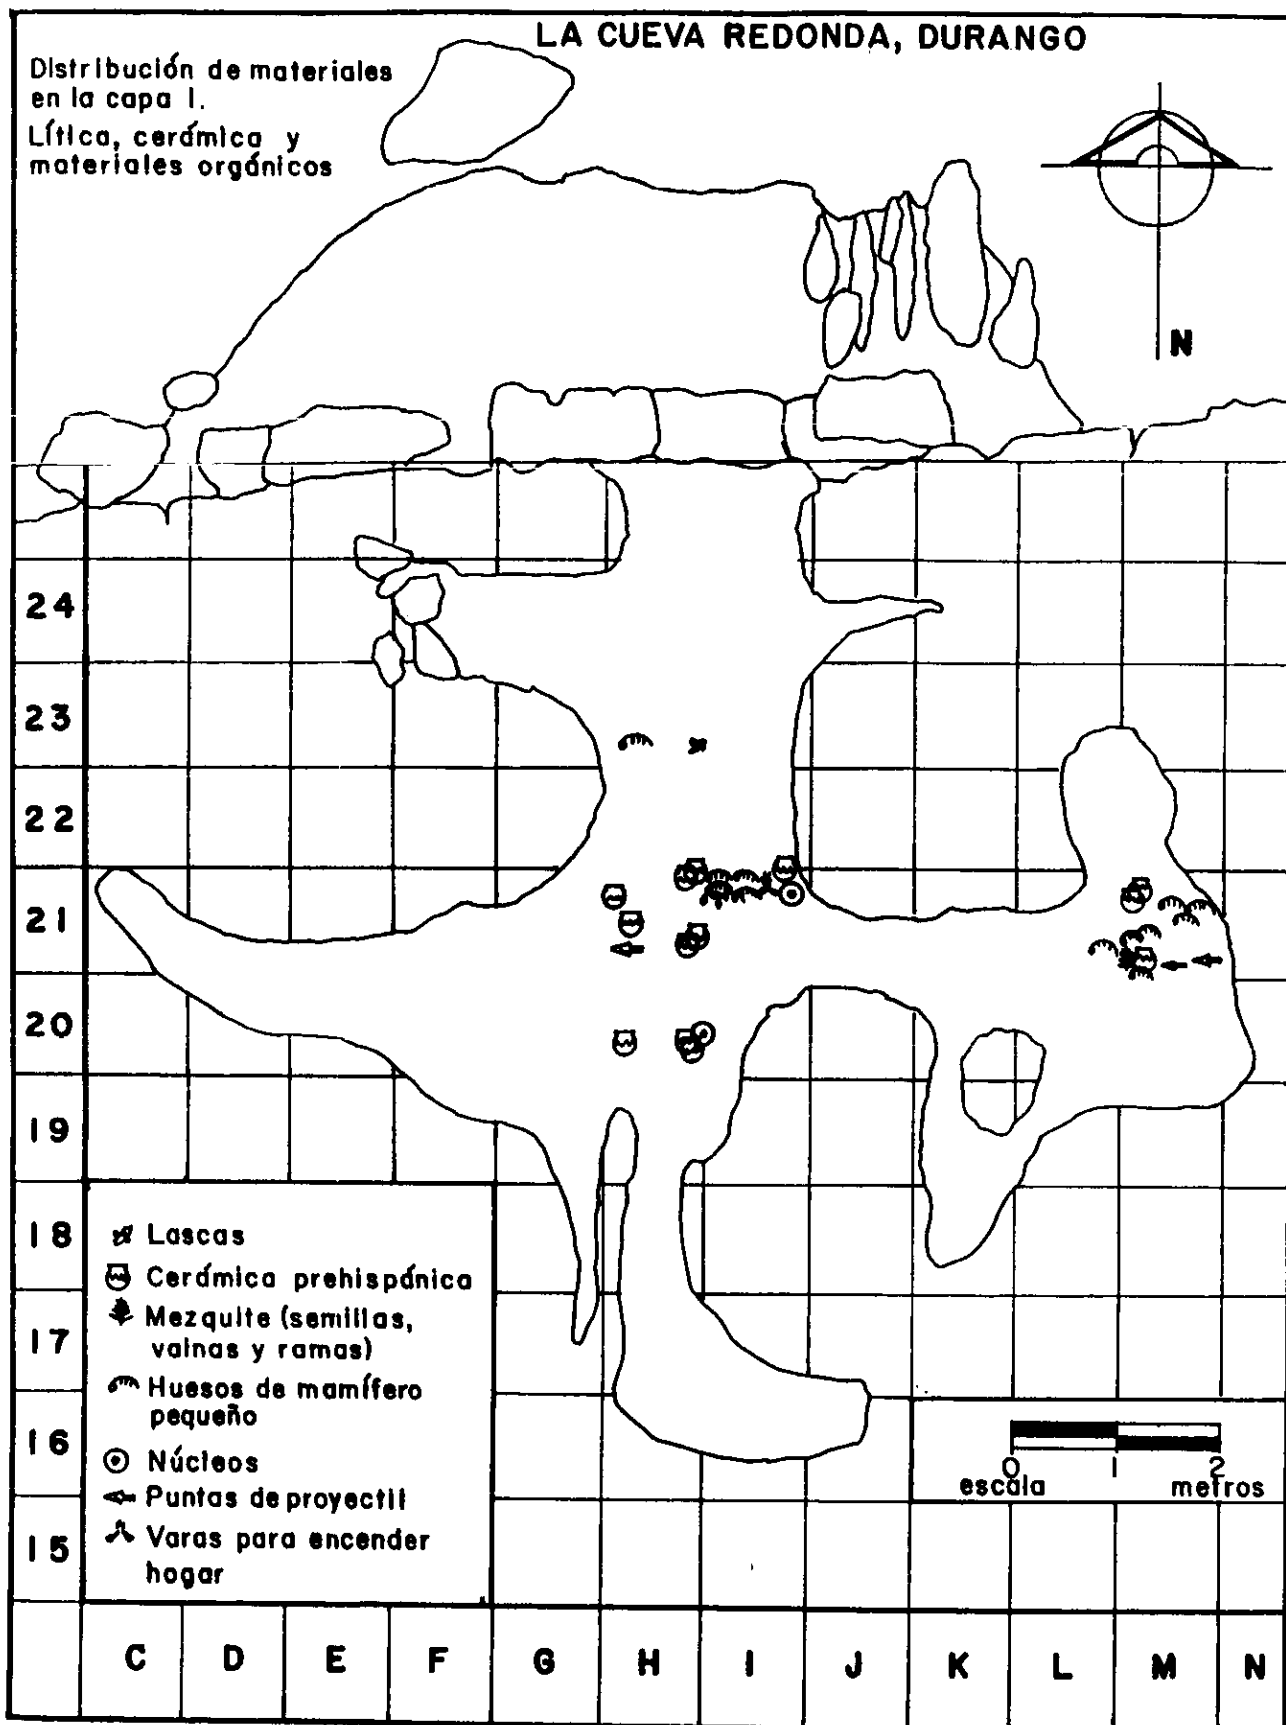 LA CUEVA REDONDA, DURANGO
Distribución de materiales
en la capa I.
Lítica, cerámica y
materiales orgánicos
N
24
23
22
21
20
19
18
17
16
15
Lascas
Cerámica prehispánica
Mezquite (semillas,
vainas y ramas)
Huesos de mamífero
pequeño
Núcleos
Puntas de proyectil
Varas para encender
hogar
0 1 2
escala metros
C D E F G H I J K L M N